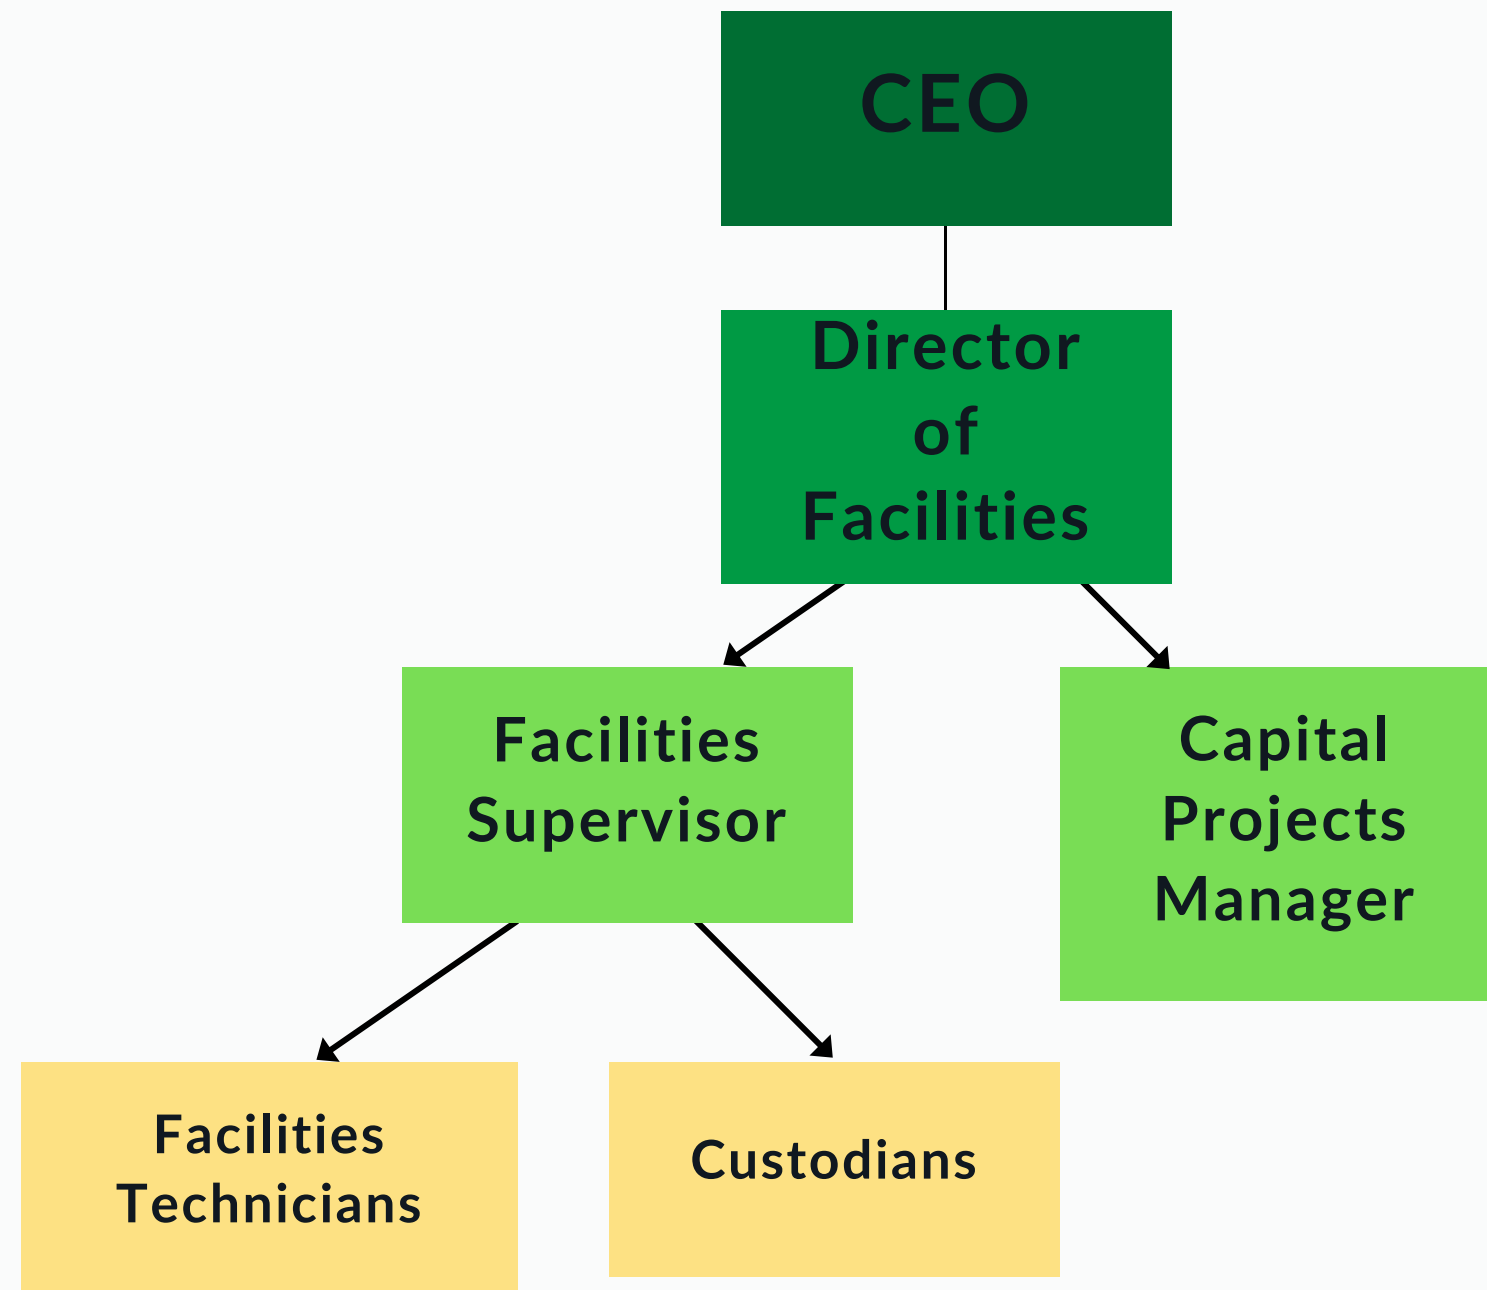 CEO
Director
of
Facilities
Facilities
Supervisor
Capital
Projects
Manager
Facilities
Technicians
Custodians